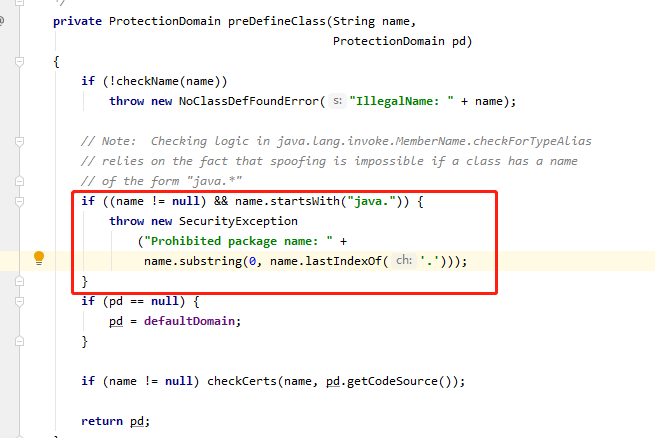 */
private ProtectionDomain preDefineClass(String name,
ProtectionDomain pd)
{
if (!checkName(name))
throw new NoClassDefFoundError( s: "IllegalName: " + name);
// Note:  Checking logic in java.lang.invoke.MemberName.checkForTypeAlias
// relies on the fact that spoofing is impossible if a class has a name
// of the form "java.*"
if ((name != null) && name.startsWith("java.")) {
throw new SecurityException
("Prohibited package name: " +
name.substring(0, name.lastIndexOf( ch: '.')));
}
if (pd == null) {
pd = defaultDomain;
}
if (name != null) checkCerts(name, pd.getCodeSource());
return pd;